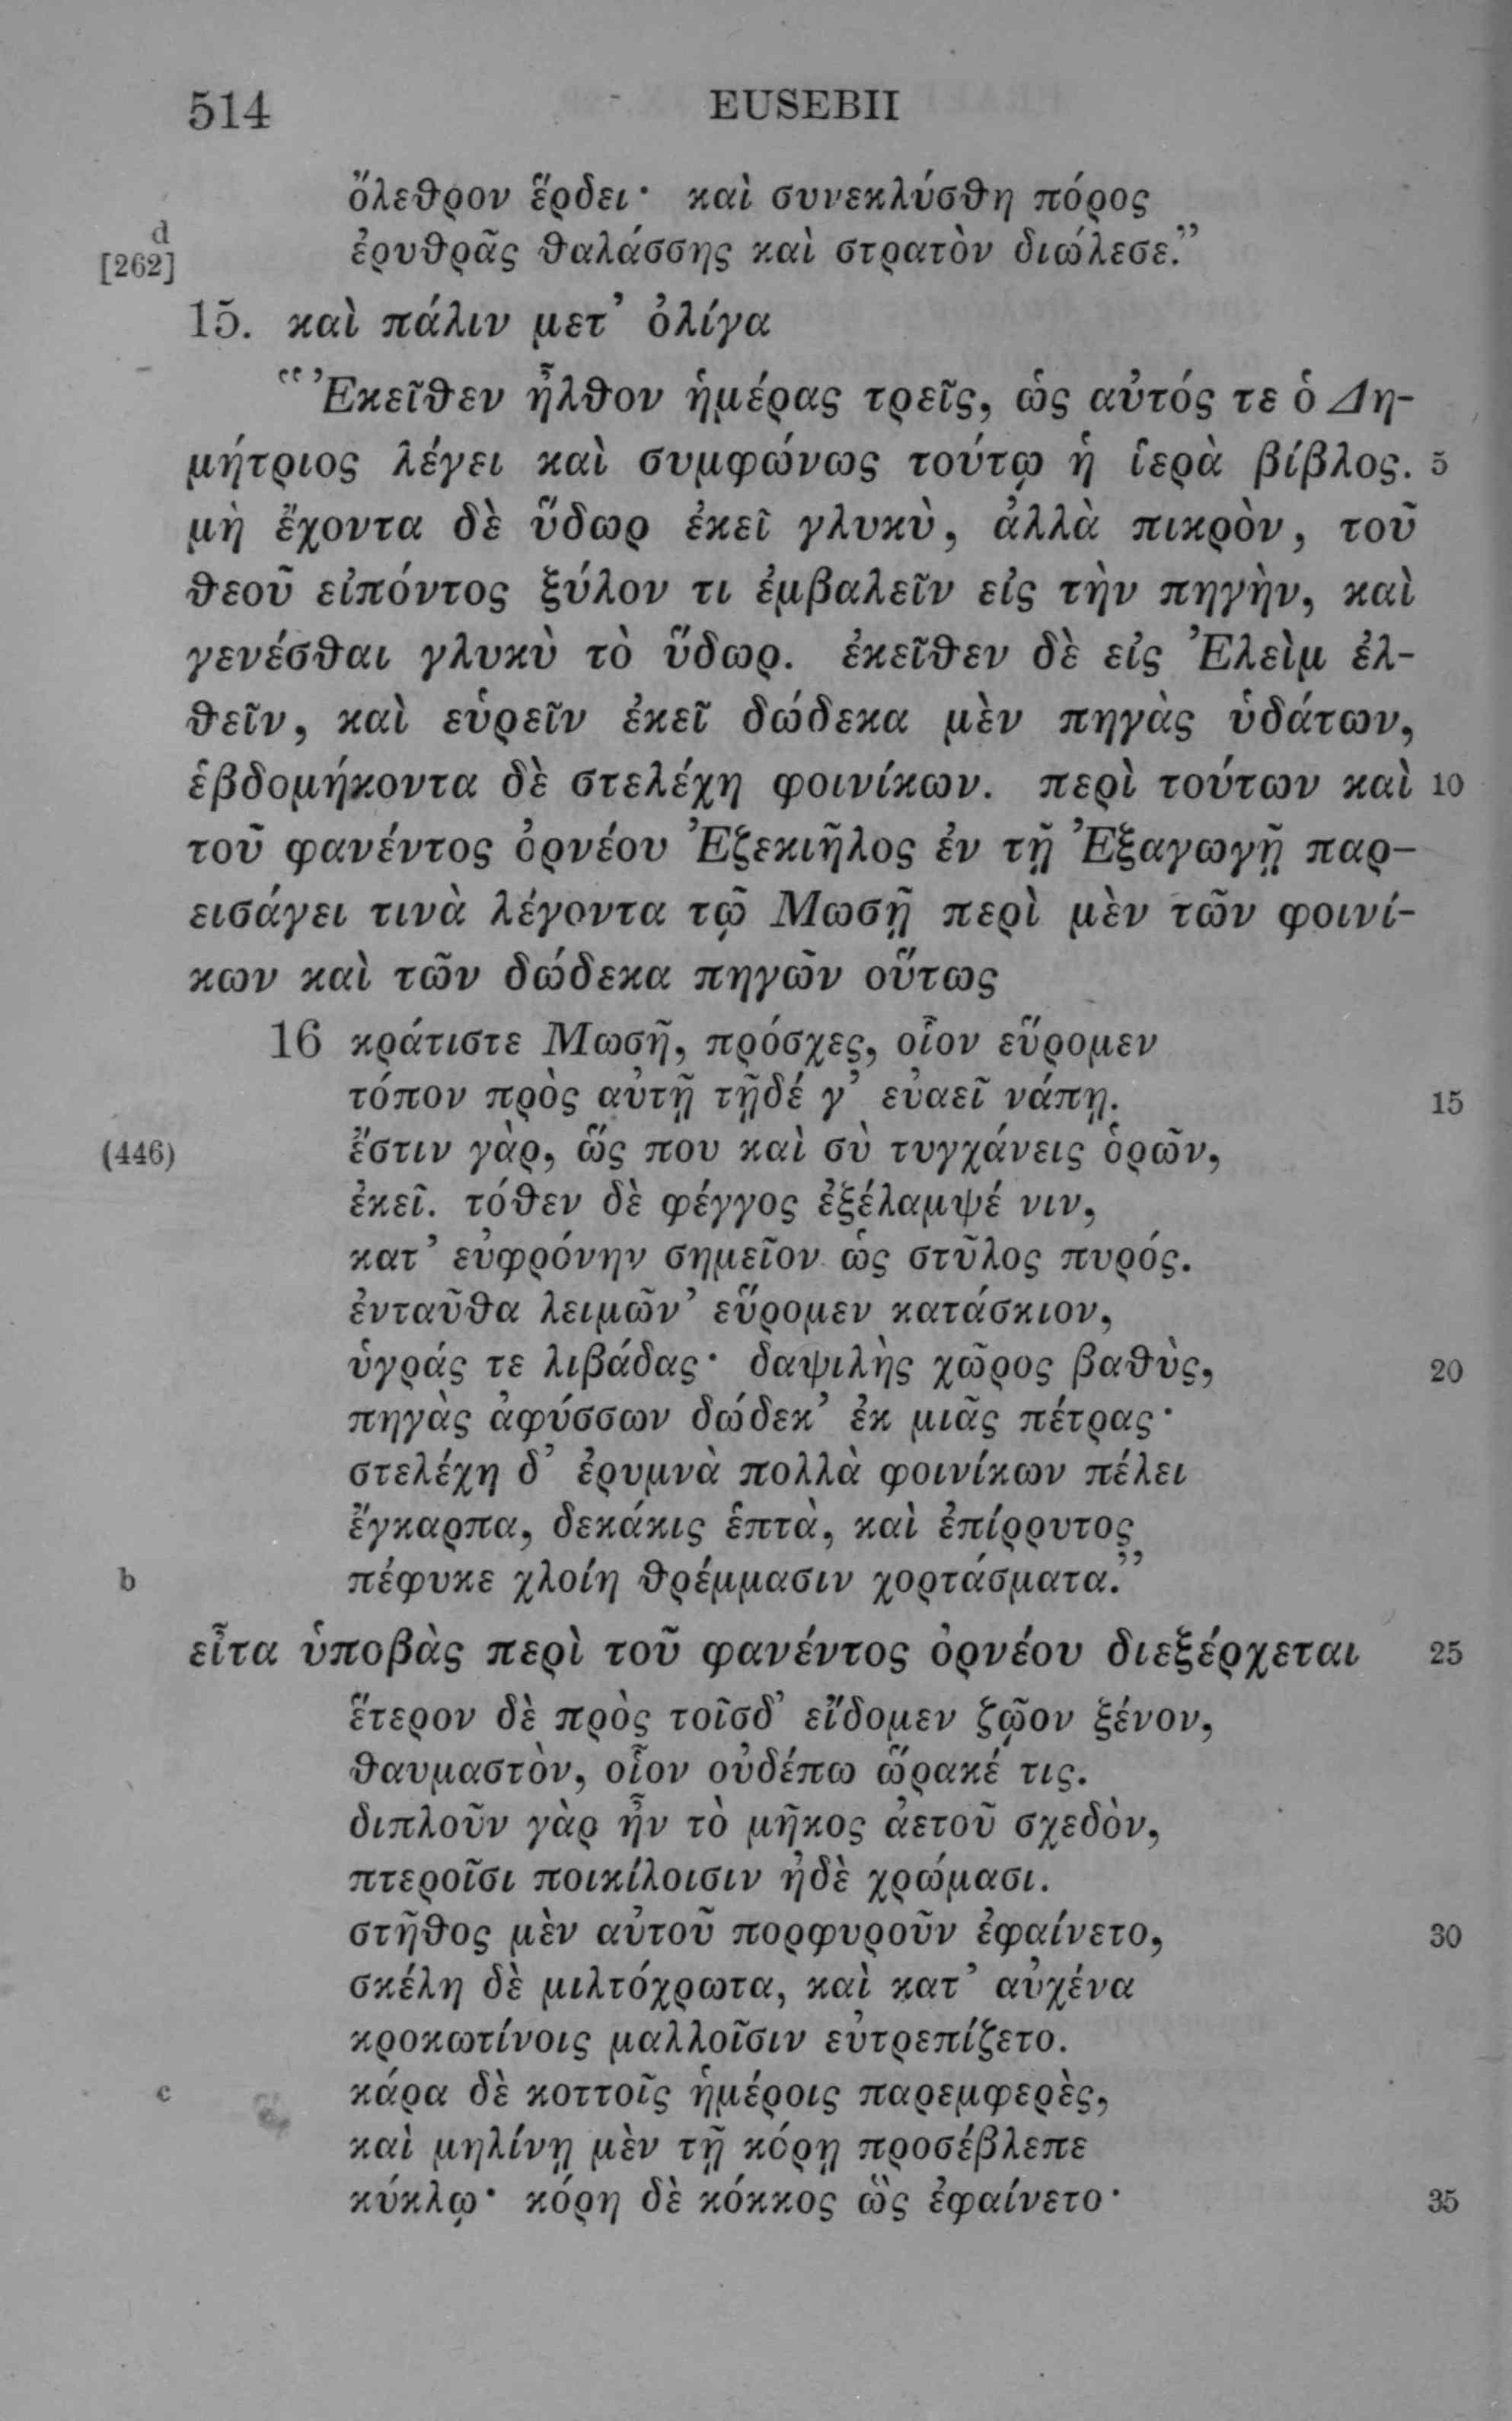 514 EUSEBII
ὄλεθρον ἔρδει· καὶ συνεκλύσθη πόρος
d
[262] ἐρυθρᾶς θαλάσσης καὶ στρατὸν διώλεσε.”
15. καὶ πάλιν μετ’ ὀλίγα
“Ἐκεῖθεν ἦλθον ἡμέρας τρεῖς, ὡς αὐτός τε ὁ Δη-
μήτριος λέγει καὶ συμφώνως τούτῳ ἡ ἱερὰ βίβλος. 5
μὴ ἔχοντα δὲ ὕδωρ ἐκεῖ γλυκὺ, ἀλλὰ πικρὸν, τοῦ
θεοῦ εἰπόντος ξύλον τι ἐμβαλεῖν εἰς τὴν πηγὴν, καὶ
γενέσθαι γλυκὺ τὸ ὕδωρ. ἐκεῖθεν δὲ εἰς Ἐλεὶμ ἐλ-
θεῖν, καὶ εὑρεῖν ἐκεῖ δώδεκα μὲν πηγὰς ὑδάτων,
ἑβδομήκοντα δὲ στελέχη φοινίκων. περὶ τούτων καὶ 10
τοῦ φανέντος ὀρνέου Ἐζεκιῆλος ἐν τῇ Ἐξαγωγῇ παρ-
εισάγει τινὰ λέγοντα τῷ Μωσῇ περὶ μὲν τῶν φοινί-
κων καὶ τῶν δώδεκα πηγῶν οὕτως
16 κράτιστε Μωσῆ, πρόσχες, οἷον εὕρομεν
τόπον πρὸς αὐτῇ τῇδέ γ’ εὐαεῖ νάπῃ. 15
(446) ἔστιν γὰρ, ὥς που καὶ σὺ τυγχάνεις ὁρῶν,
ἐκεῖ. τόθεν δὲ φέγγος ἐξέλαμψέ νιν,
κατ’ εὐφρόνην σημεῖον ὡς στῦλος πυρός.
ἐνταῦθα λειμῶν’ εὕρομεν κατάσκιον,
ὑγράς τε λιβάδας· δαψιλὴς χῶρος βαθὺς, 20
πηγὰς ἀφύσσων δώδεκ’ ἐκ μιᾶς πέτρας·
στελέχη δ’ ἐρυμνὰ πολλὰ φοινίκων πέλει
ἔγκαρπα, δεκάκις ἑπτὰ, καὶ ἐπίρρυτος
b πέφυκε χλοίη θρέμμασιν χορτάσματα.”
εἶτα ὑποβὰς περὶ τοῦ φανέντος ὀρνέου διεξέρχεται 25
ἕτερον δὲ πρὸς τοῖσδ’ εἴδομεν ζῷον ξένον,
θαυμαστὸν, οἷον οὐδέπω ὥρακέ τις.
διπλοῦν γὰρ ἦν τὸ μῆκος ἀετοῦ σχεδὸν,
πτεροῖσι ποικίλοισιν ἠδὲ χρώμασι.
στῆθος μὲν αὐτοῦ πορφυροῦν ἐφαίνετο, 30
σκέλη δὲ μιλτόχρωτα, καὶ κατ’ αὐχένα
κροκωτίνοις μαλλοῖσιν εὐτρεπίζετο.
c κάρα δὲ κοττοῖς ἡμέροις παρεμφερὲς,
καὶ μηλίνῃ μὲν τῇ κόρῃ προσέβλεπε
κύκλῳ· κόρη δὲ κόκκος ὣς ἐφαίνετο· 35